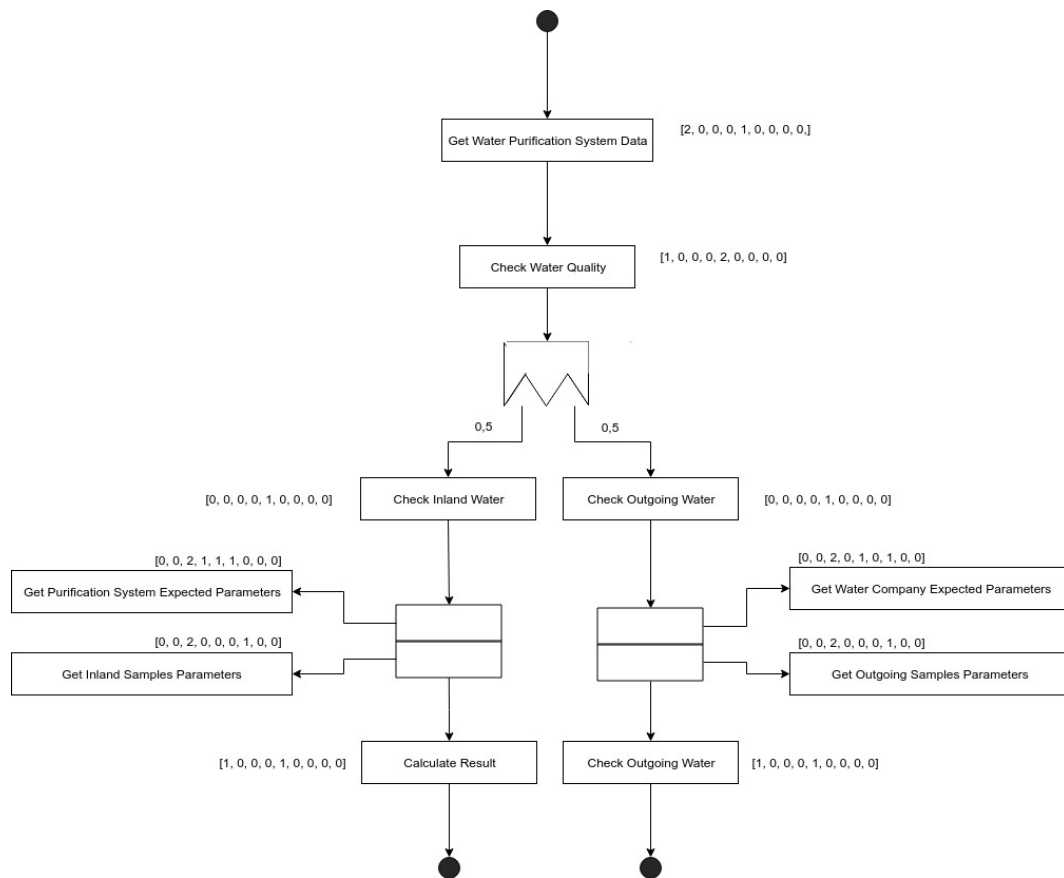 Get Water Purification System Data
[2, 0, 0, 0, 1, 0, 0, 0, 0,]
Check Water Quality
[1, 0, 0, 0, 2, 0, 0, 0, 0]
0,5
0,5
[0, 0, 0, 0, 1, 0, 0, 0, 0]
Check Inland Water
Check Outgoing Water
[0, 0, 0, 0, 1, 0, 0, 0, 0]
[0, 0, 2, 1, 1, 1, 0, 0, 0]
Get Purification System Expected Parameters
[0, 0, 2, 0, 1, 0, 1, 0, 0]
Get Water Company Expected Parameters
[0, 0, 2, 0, 0, 0, 1, 0, 0]
Get Inland Samples Parameters
[0, 0, 2, 0, 0, 0, 1, 0, 0]
Get Outgoing Samples Parameters
[1, 0, 0, 0, 1, 0, 0, 0, 0]
Calculate Result
Check Outgoing Water
[1, 0, 0, 0, 1, 0, 0, 0, 0]